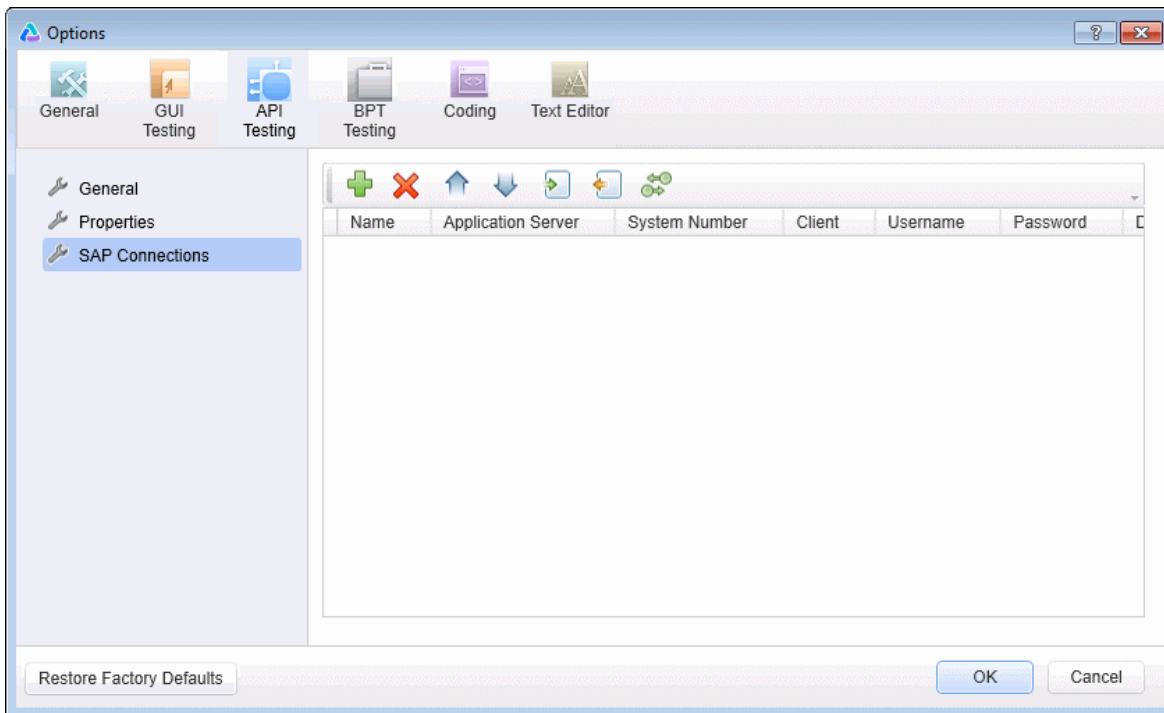 Options
General
GUI
Testing
API
Testing
BPT
Testing
Coding
Text Editor
General
Properties
SAP Connections
Name Application Server System Number Client Username Password
Restore Factory Defaults
OK
Cancel